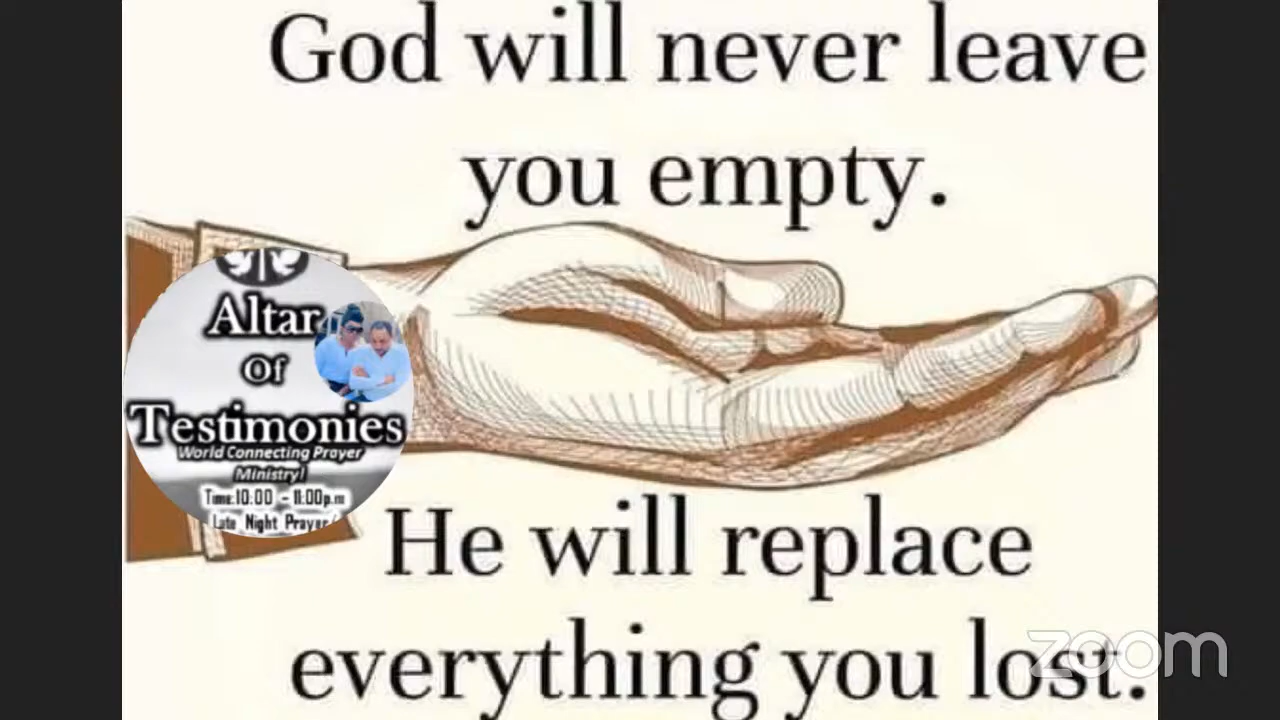 God will never leave
you empty.
Altar
Of
Testimonies
World Connecting Prayer
Ministry!
Time:10:00 - 11:00p.m
Late Night Prayer
He will replace
everything you lost.
zoom